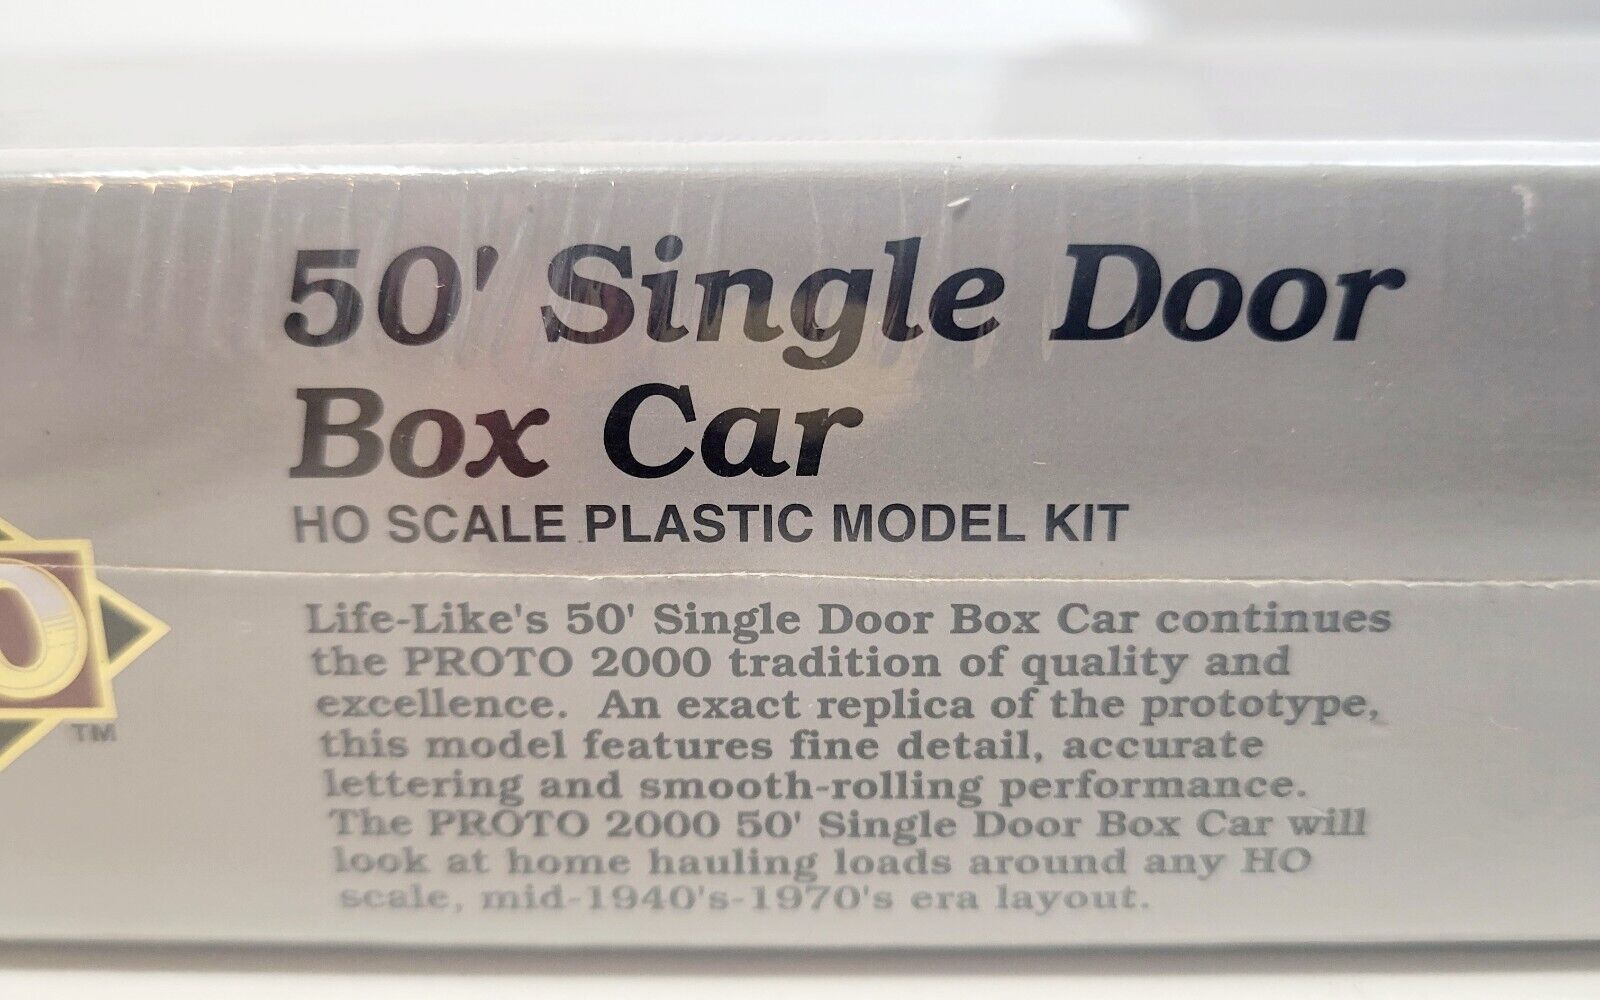 50' Single Door
Box Car
HO SCALE PLASTIC MODEL KIT
Life-Like's 50' Single Door Box Car continues
the PROTO 2000 tradition of quality and
excellence.  An exact replica of the prototype,
this model features fine detail, accurate
lettering and smooth-rolling performance.
The PROTO 2000 50' Single Door Box Car will
look at home hauling loads around any HO
scale, mid-1940's-1970's era layout.
TM